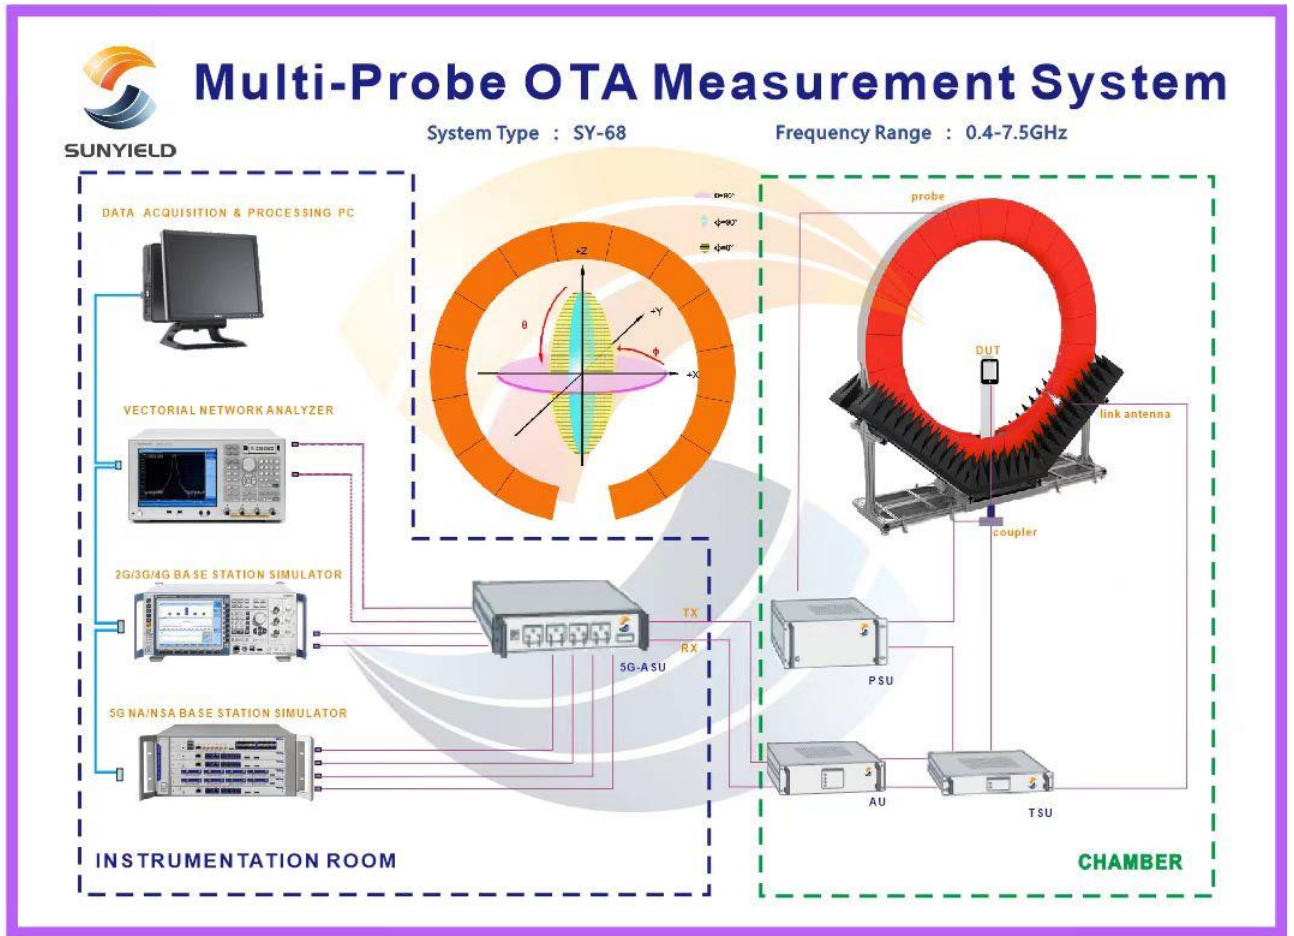 Multi-Probe OTA Measurement System
SUNYIELD
System Type : SY-68
Frequency Range : 0.4-7.5GHz
DATA ACQUISITION & PROCESSING PC
VECTORIAL NETWORK ANALYZER
2G/3G/4G BASE STATION SIMULATOR
5G NA/NSA BASE STATION SIMULATOR
INSTRUMENTATION ROOM
ϕ=90°
ϕ=0°
+Z
+Y
+X
θ
ϕ
TX
RX
5G-ASU
probe
DUT
link antenna
coupler
PSU
AU
TSU
CHAMBER